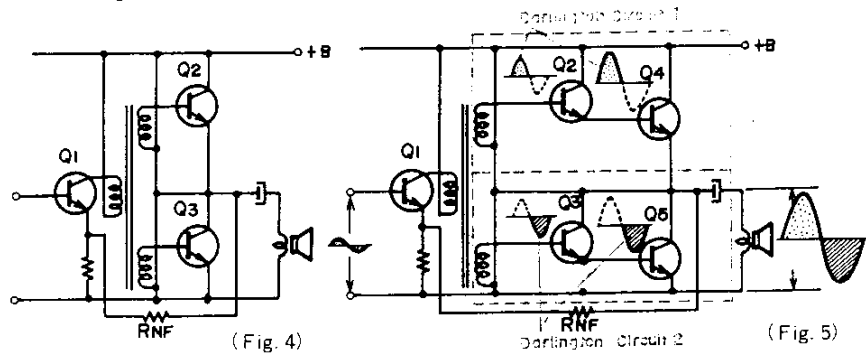 Darlington Circuit 1
+B
Q2
Q1
Q3
RNF
(Fig. 4)
+B
Q2
Q4
Q1
Q3
Q5
RNF
Darlington Circuit 2
(Fig. 5)